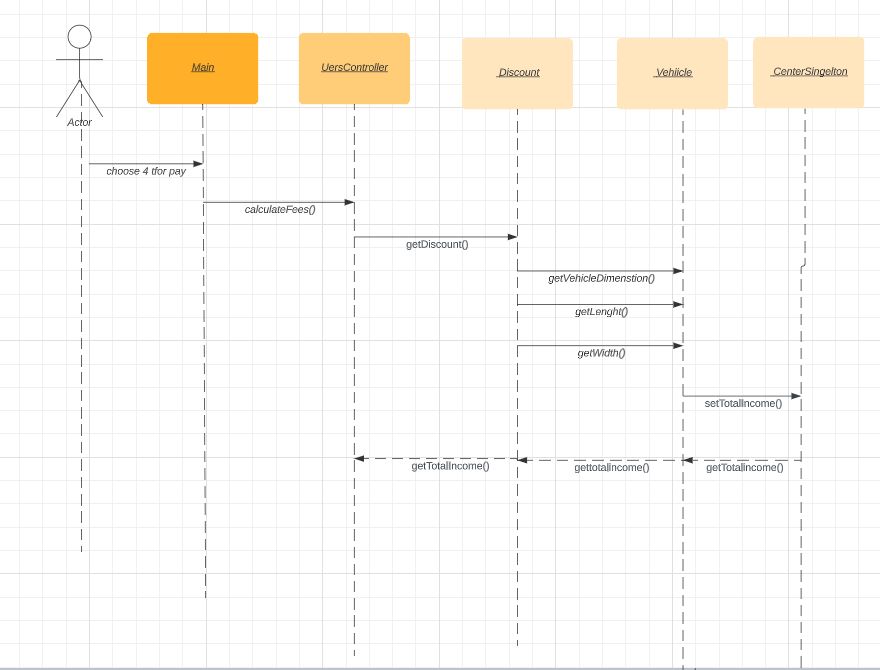 Main
UersController
Discount
Vehiicle
CenterSingelton
Actor
choose 4 tfor pay
calculateFees()
getDiscount()
getVehicleDimenstion()
getLenght()
getWidth()
setTotalIncome()
getTotalIncome()
gettotalincome()
getTotalincome()